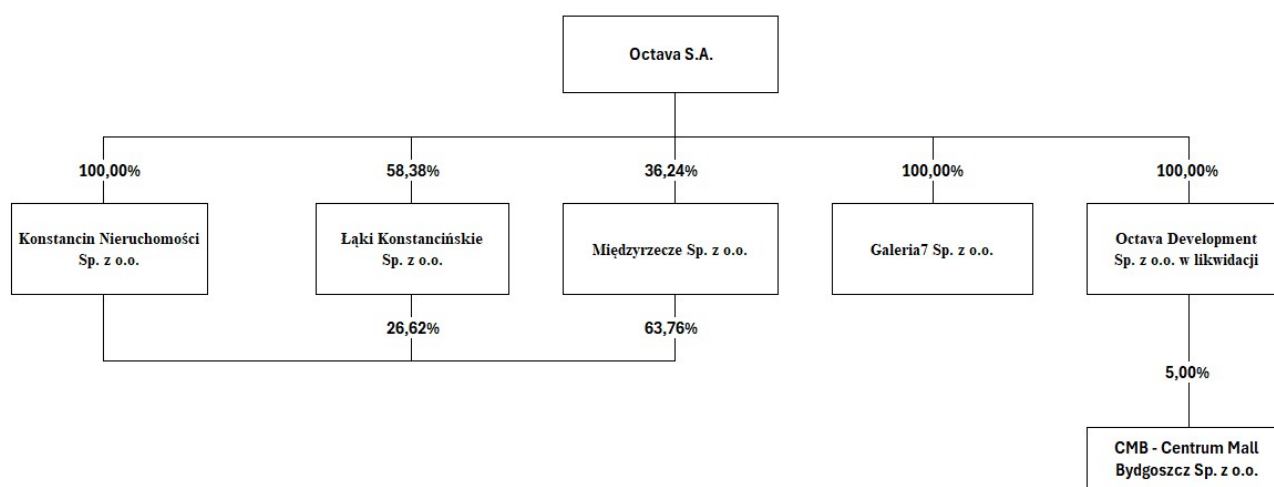 Octava S.A.
100,00%
58,38%
36,24%
100,00%
100,00%
Konstancin Nieruchomości
Sp. z o.o.
Łąki Konstancińskie
Sp. z o.o.
Międzyrzecze Sp. z o.o.
Galeria7 Sp. z o.o.
Octava Development
Sp. z o.o. w likwidacji
26,62%
63,76%
5,00%
CMB - Centrum Mall
Bydgoszcz Sp. z o.o.